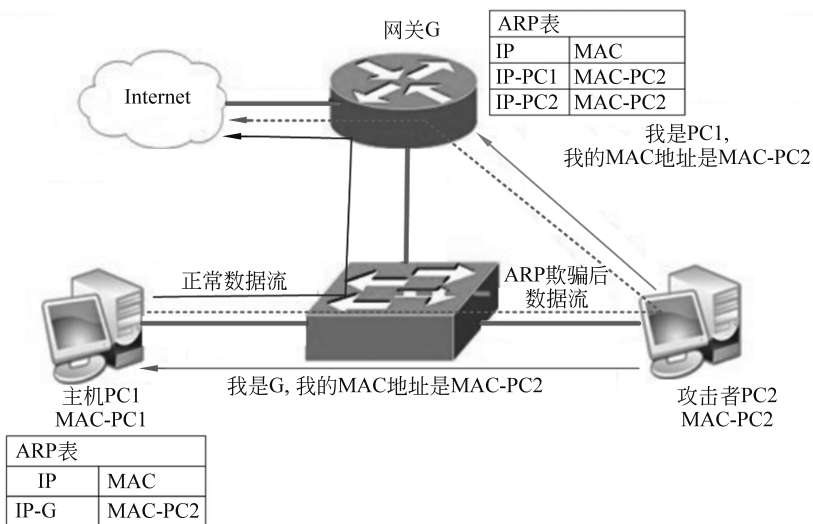 网关G
ARP表
IP MAC
IP-PC1 MAC-PC2
IP-PC2 MAC-PC2
Internet
我是PC1,
我的MAC地址是MAC-PC2
正常数据流
ARP欺骗后
数据流
我是G, 我的MAC地址是MAC-PC2
主机PC1
MAC-PC1
攻击者PC2
MAC-PC2
ARP表
IP MAC
IP-G MAC-PC2